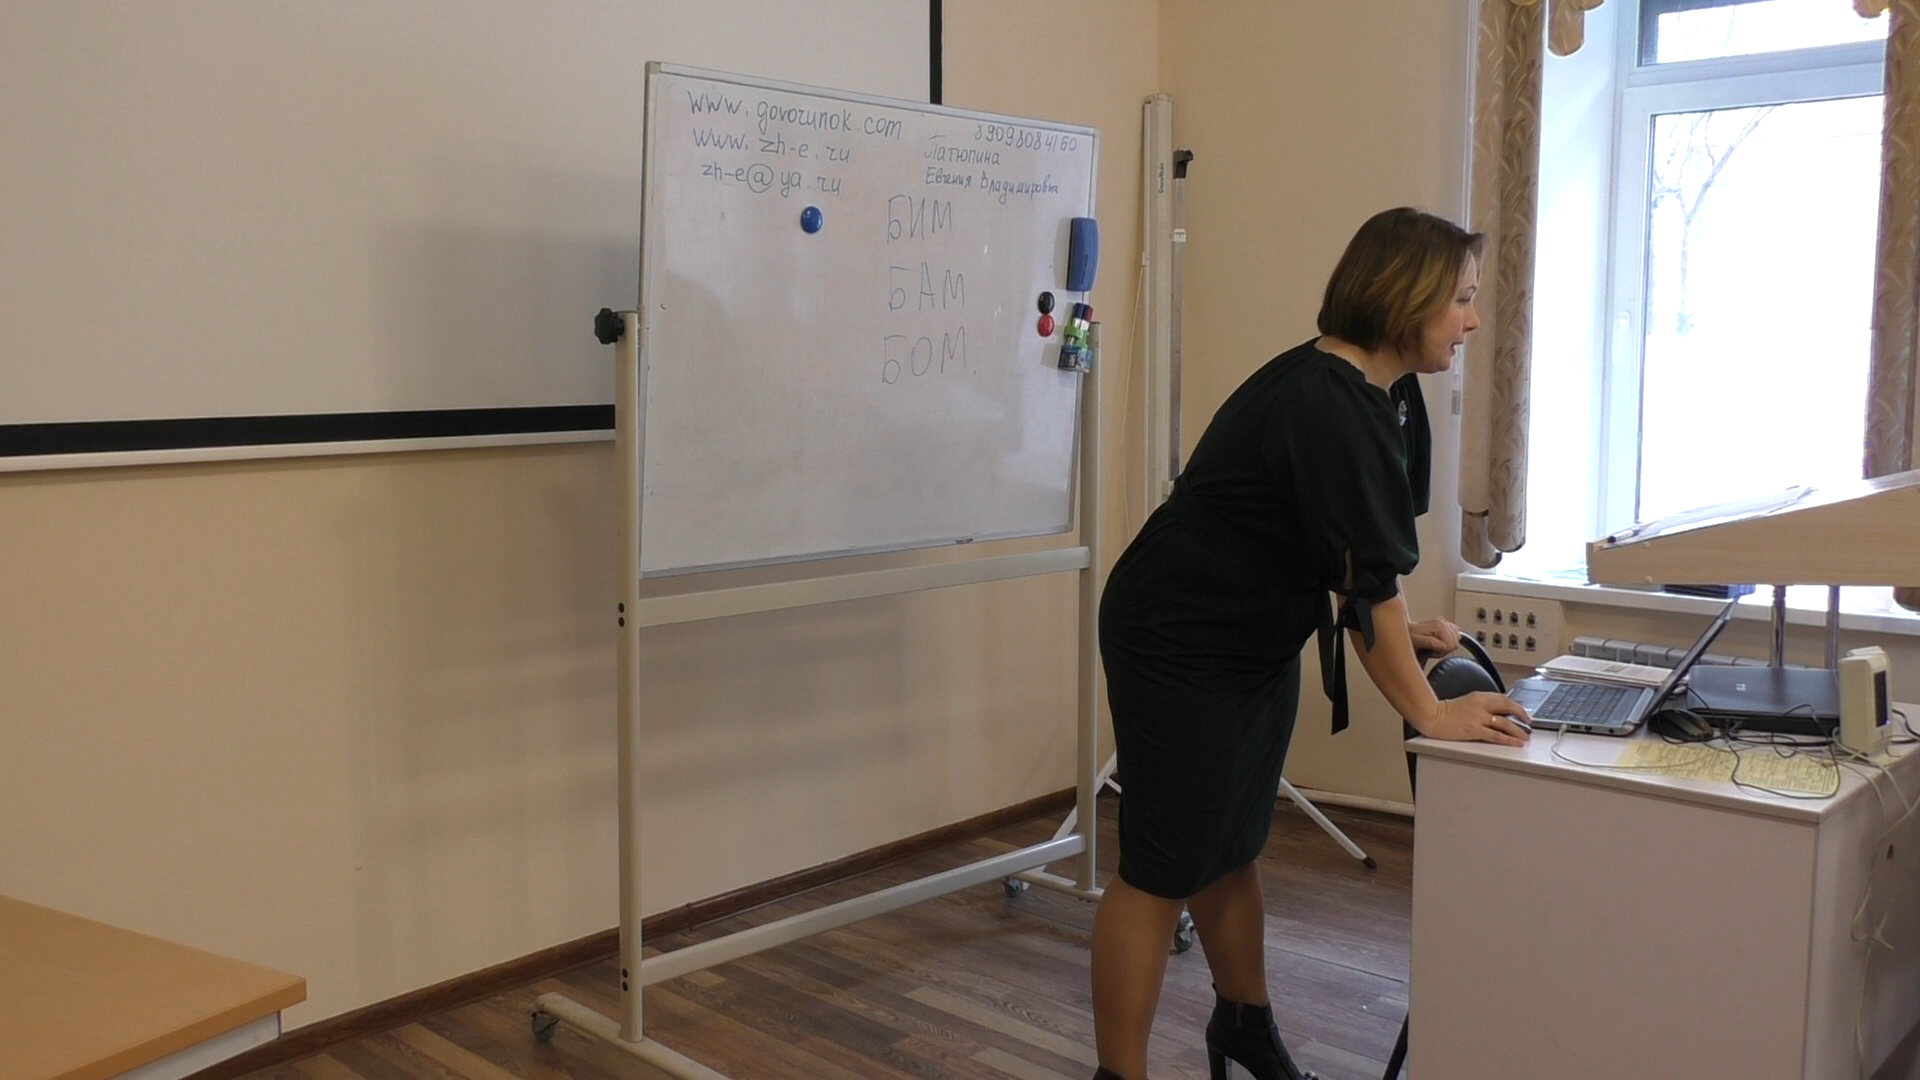 www.govorunok.com
www.zh-e.ru
zh-e@ya.ru
89098084160
Патюпина
Евгения Владимировна
БИМ
БАМ
БОМ.